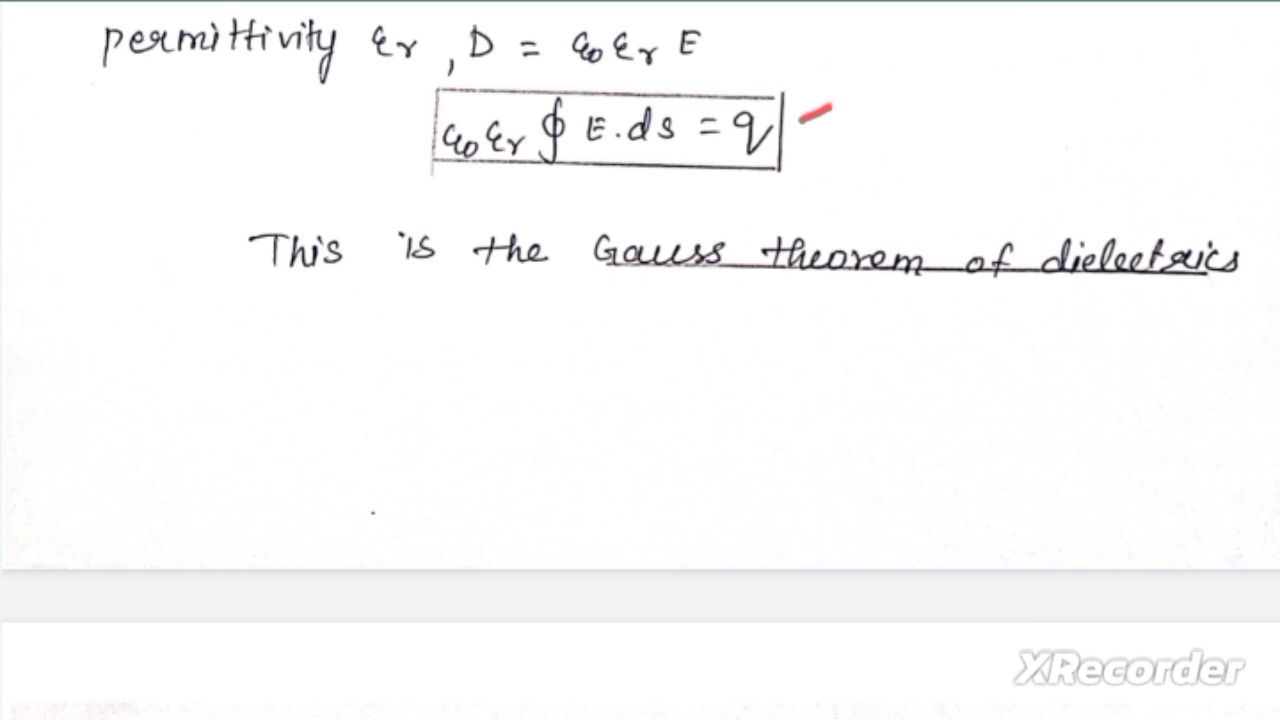 permittivity εr , D = ε0 εr E
ε0 εr ∮ E.ds = q
This is the Gauss theorem of dielectrics
XRecorder